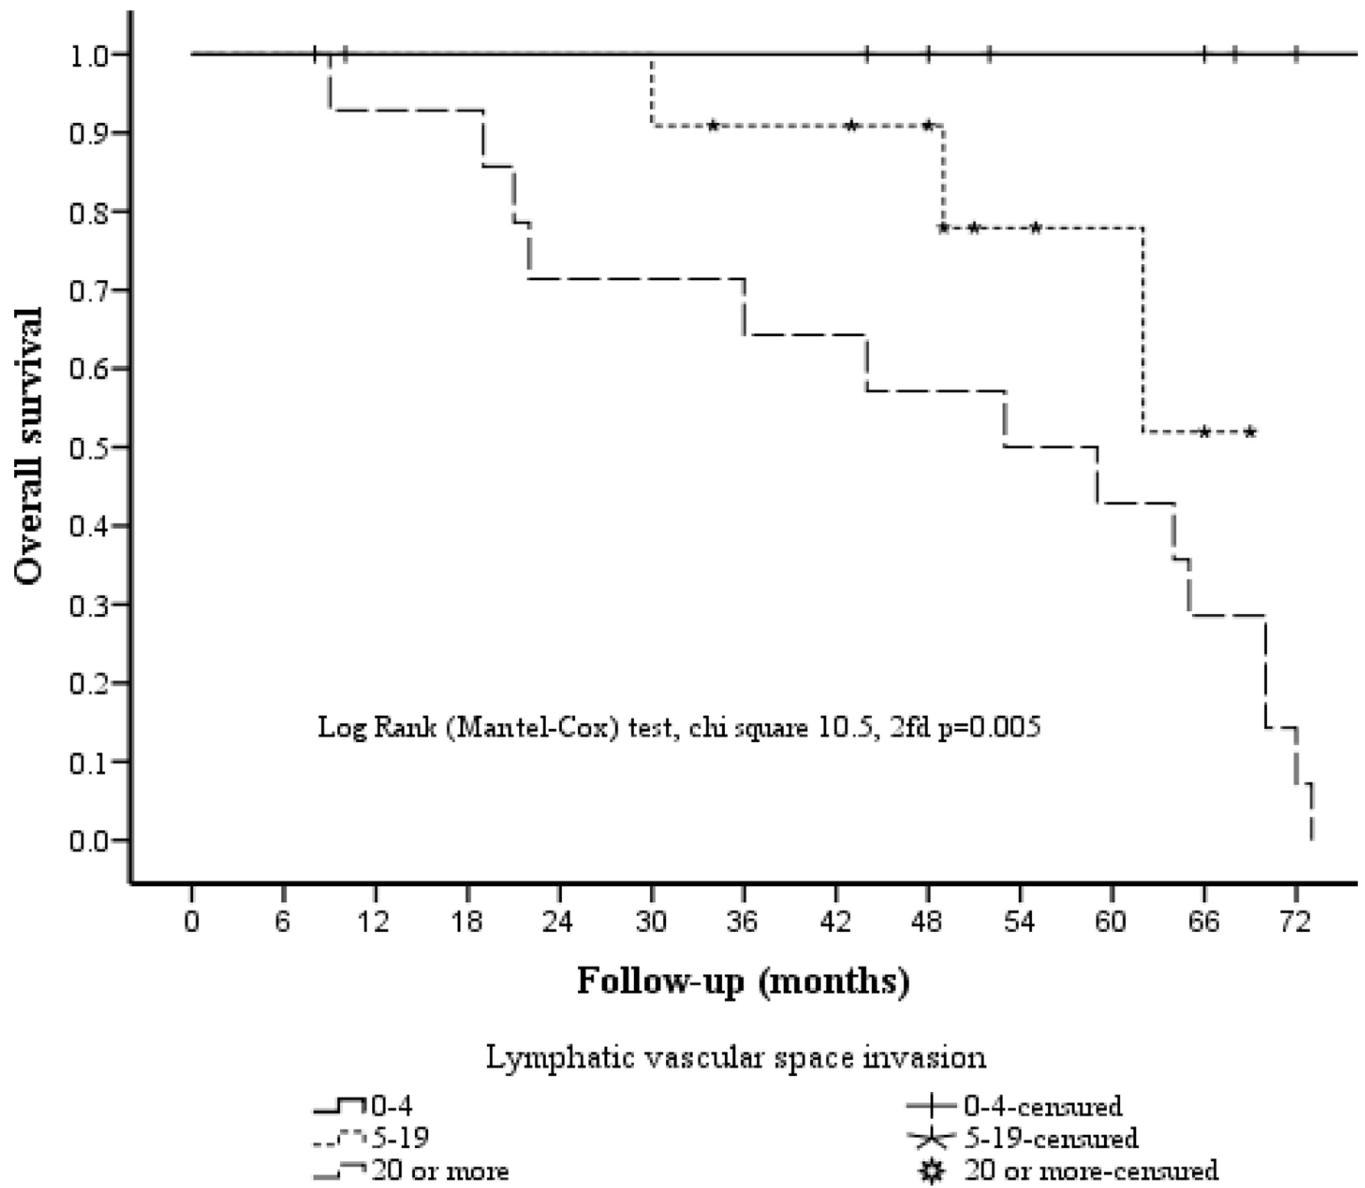 Overall survival
1.0
0.9
0.8
0.7
0.6
0.5
0.4
0.3
0.2
0.1
0.0
Log Rank (Mantel-Cox) test, chi square 10.5, 2fd p=0.005
0 6 12 18 24 30 36 42 48 54 60 66 72
Follow-up (months)
Lymphatic vascular space invasion
0-4 0-4-censured
5-19 5-19-censured
20 or more 20 or more-censured